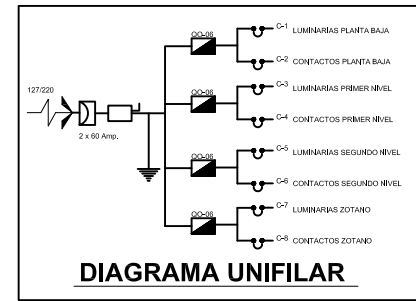 QO-06
C-1 LUMINARIAS PLANTA BAJA
C-2 CONTACTOS PLANTA BAJA
127/220
2 x 60 Amp.
QO-06
C-3 LUMINARIAS PRIMER NIVEL
C-4 CONTACTOS PRIMER NIVEL
QO-06
C-5 LUMINARIAS SEGUNDO NIVEL
C-6 CONTACTOS SEGUNDO NIVEL
QO-06
C-7 LUMINARIAS ZOTANO
C-8 CONTACTOS ZOTANO
DIAGRAMA UNIFILAR